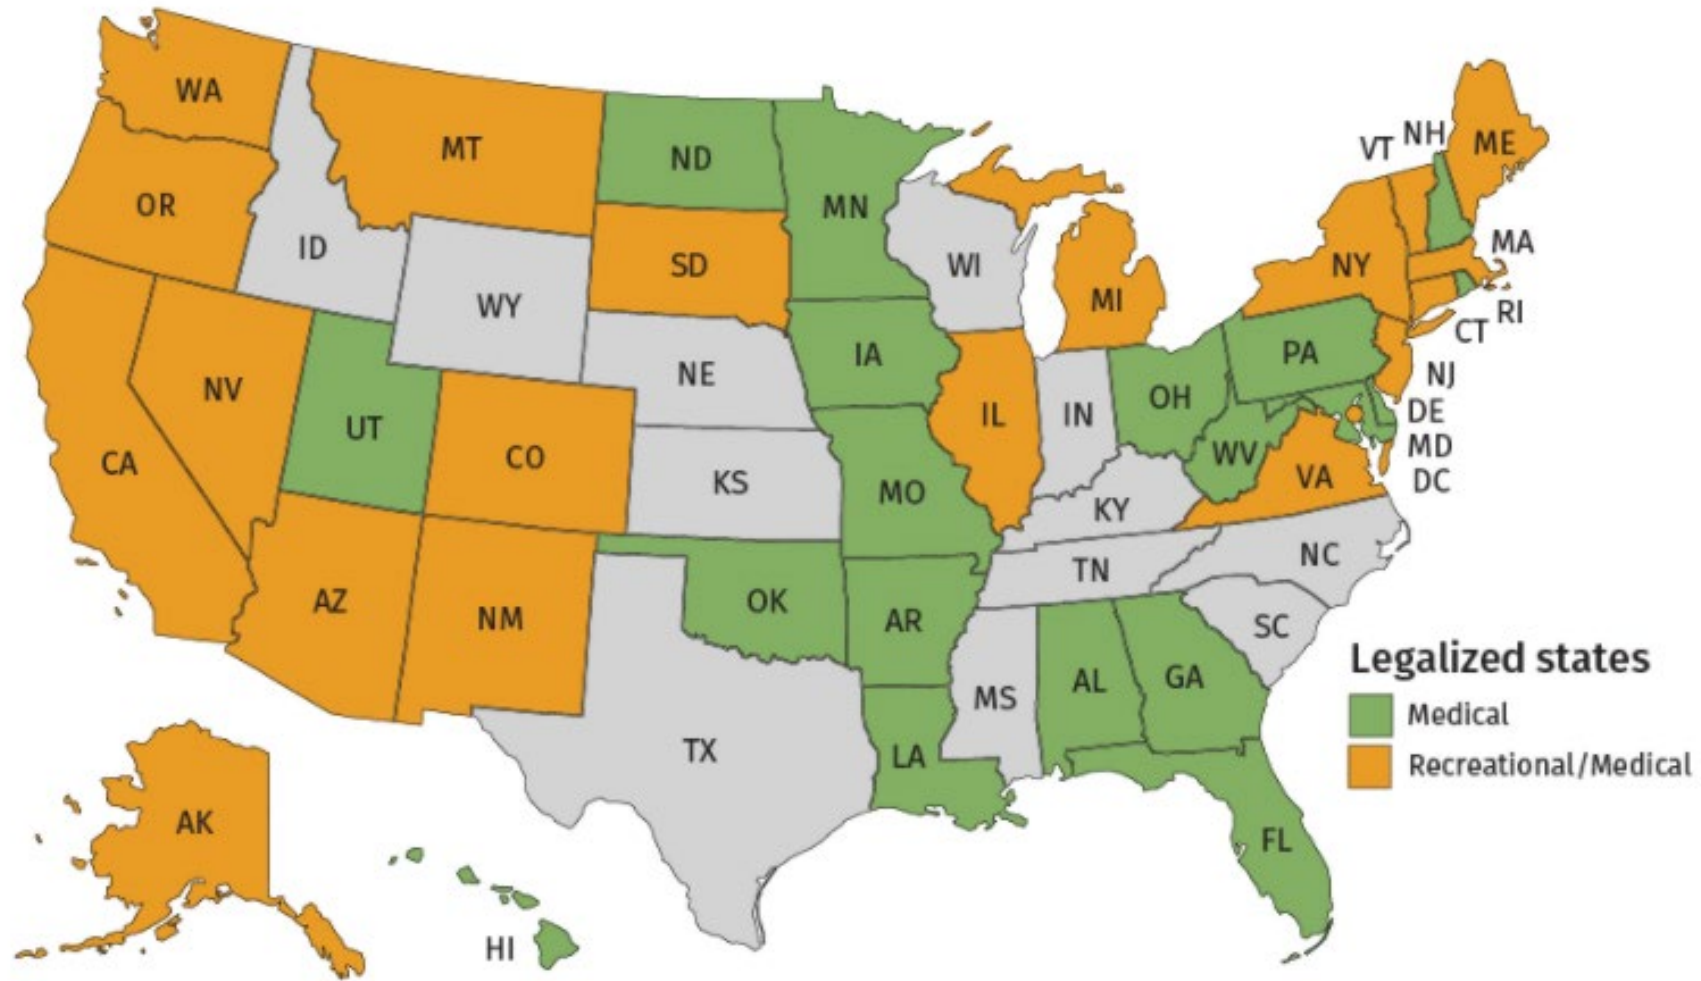 WA
MT
ND
MN
VT
NH
ME
OR
ID
SD
WI
MI
NY
MA
RI
CT
WY
IA
PA
NE
NV
UT
CO
IL
IN
OH
NJ
DE
MD
DC
CA
KS
MO
WV
VA
KY
NC
TN
AZ
NM
OK
AR
SC
MS
AL
GA
TX
LA
FL
AK
HI
Legalized states
Medical
Recreational/Medical